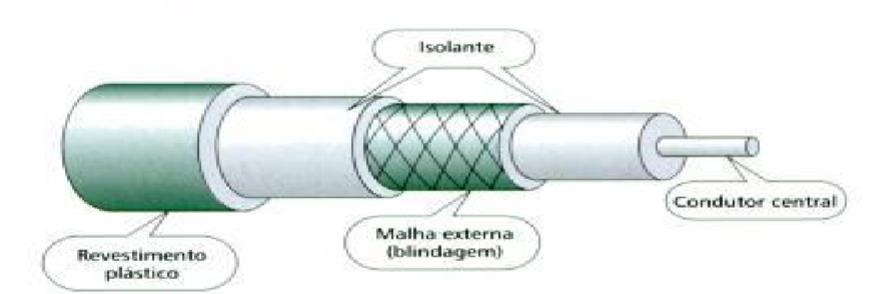 Isolante
Condutor central
Malha externa
(blindagem)
Revestimento
plástico